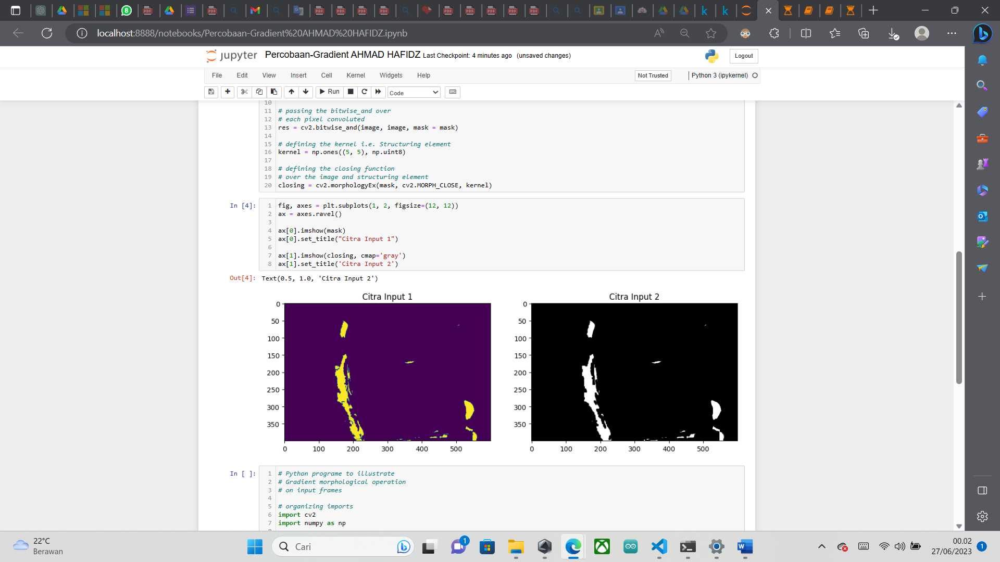 localhost:8888/notebooks/Percobaan-Gradient%20AHMAD%20HAFIDZ.ipynb
jupyter Percobaan-Gradient AHMAD HAFIDZ Last Checkpoint: 4 minutes ago (unsaved changes) Logout
File Edit View Insert Cell Kernel Widgets Help Not Trusted Python 3 (ipykernel)
Run Code
10
11 # passing the bitwise_and over
12 # each pixel convoluted
13 res = cv2.bitwise_and(image, image, mask = mask)
14
15 # defining the kernel i.e. Structuring element
16 kernel = np.ones((5, 5), np.uint8)
17
18 # defining the closing function
19 # over the image and structuring element
20 closing = cv2.morphologyEx(mask, cv2.MORPH_CLOSE, kernel)
In [4]: 1 fig, axes = plt.subplots(1, 2, figsize=(12, 12))
2 ax = axes.ravel()
3
4 ax[0].imshow(mask)
5 ax[0].set_title("Citra Input 1")
6
7 ax[1].imshow(closing, cmap='gray')
8 ax[1].set_title('Citra Input 2')
Out[4]: Text(0.5, 1.0, 'Citra Input 2')
Citra Input 1
0
50
100
150
200
250
300
350
0 100 200 300 400 500
Citra Input 2
0
50
100
150
200
250
300
350
0 100 200 300 400 500
In [ ]: 1 # Python programe to illustrate
2 # Gradient morphological operation
3 # on input frames
4
5 # organizing imports
6 import cv2
7 import numpy as np
22°C
Berawan
Cari
1
00.02
27/06/2023
1